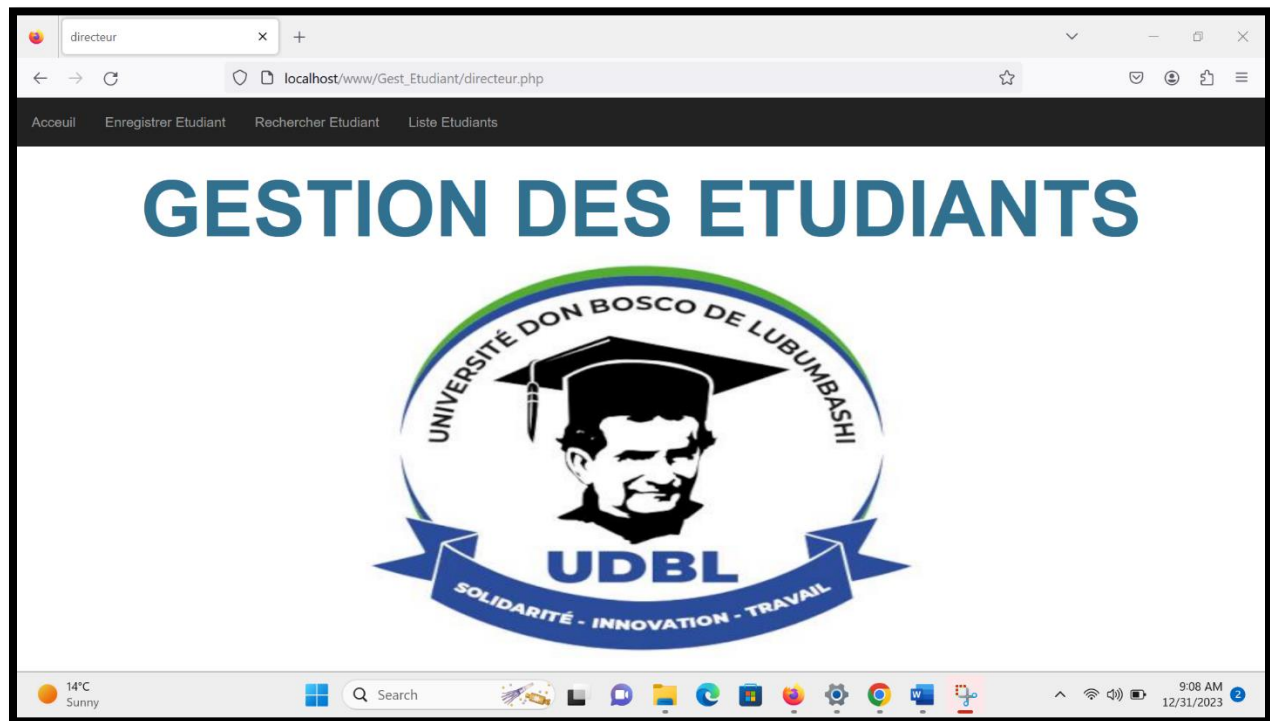 directeur
localhost/www/Gest_Etudiant/directeur.php
Acceuil Enregistrer Etudiant Rechercher Etudiant Liste Etudiants
GESTION DES ETUDIANTS
UNIVERSITÉ DON BOSCO DE LUBUMBASHI
UDBL
SOLIDARITÉ - INNOVATION - TRAVAIL
14°C
Sunny
Search
9:08 AM
12/31/2023
2